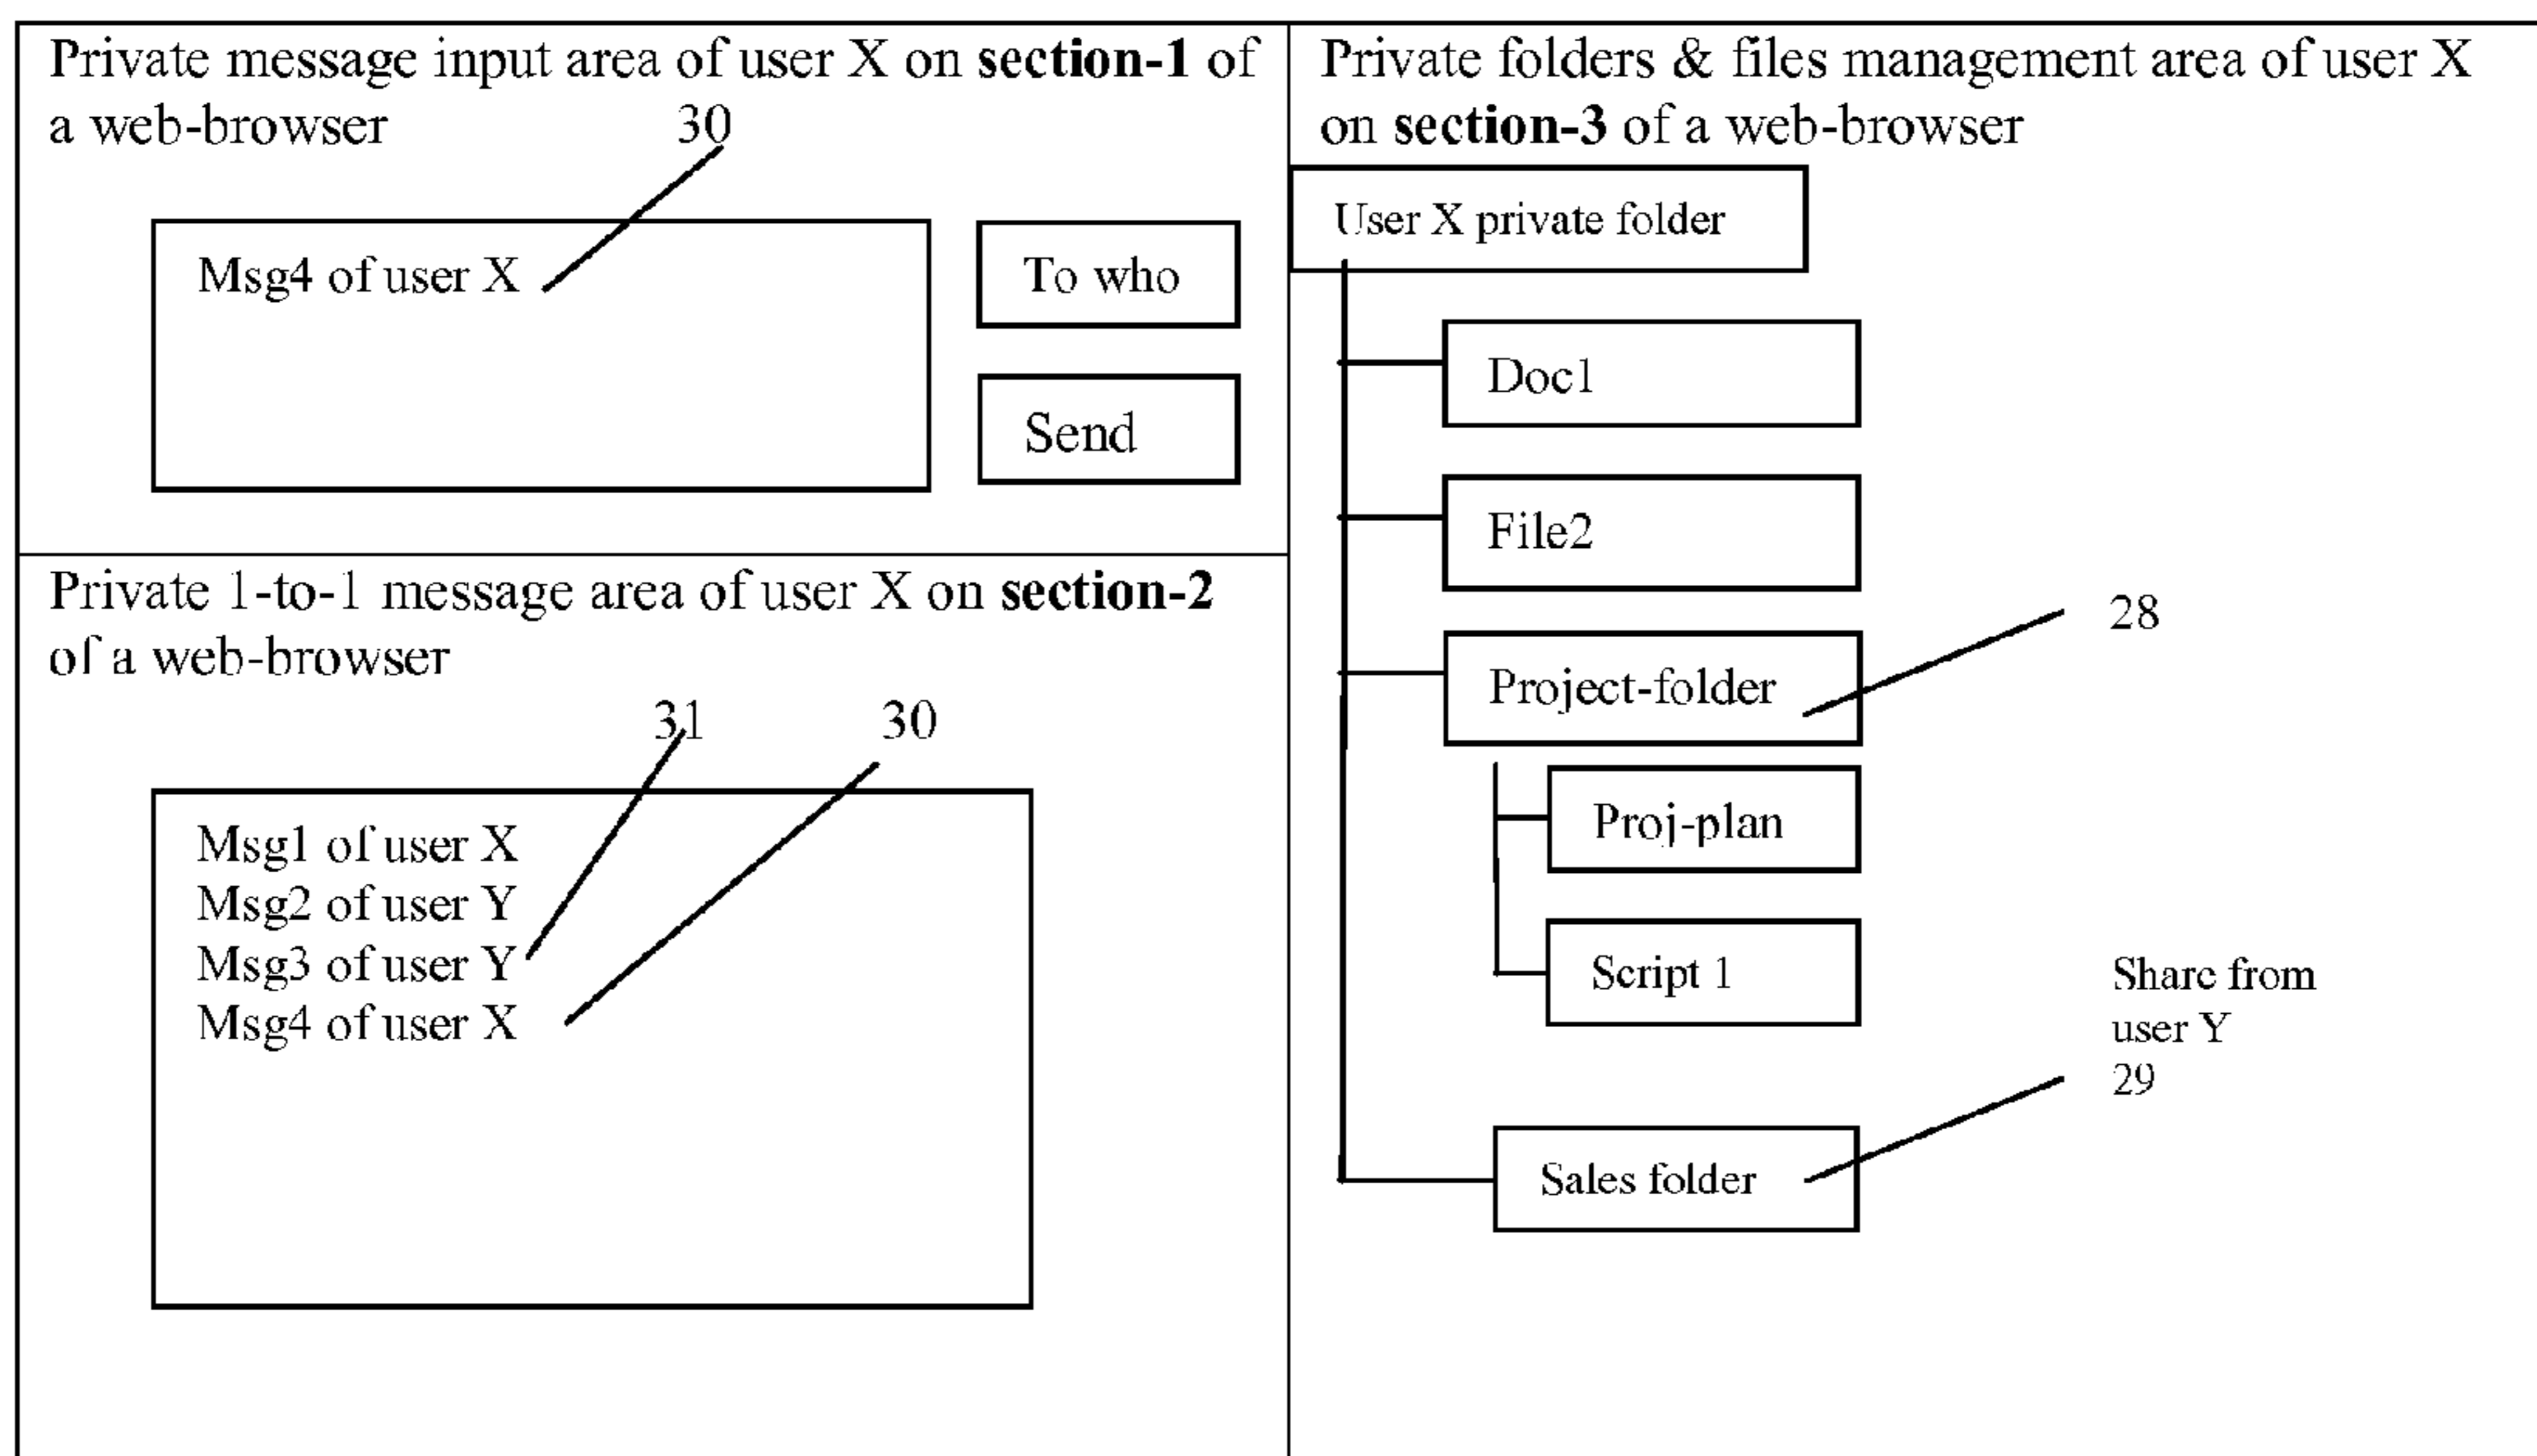 Private message input area of user X on section-1 of
a web-browser
30
Msg4 of user X
To who
Send
Private 1-to-1 message area of user X on section-2
of a web-browser
31
30
Msg1 of user X
Msg2 of user Y
Msg3 of user Y
Msg4 of user X
Private folders & files management area of user X
on section-3 of a web-browser
User X private folder
Doc1
File2
28
Project-folder
Proj-plan
Script 1
Share from
user Y
29
Sales folder